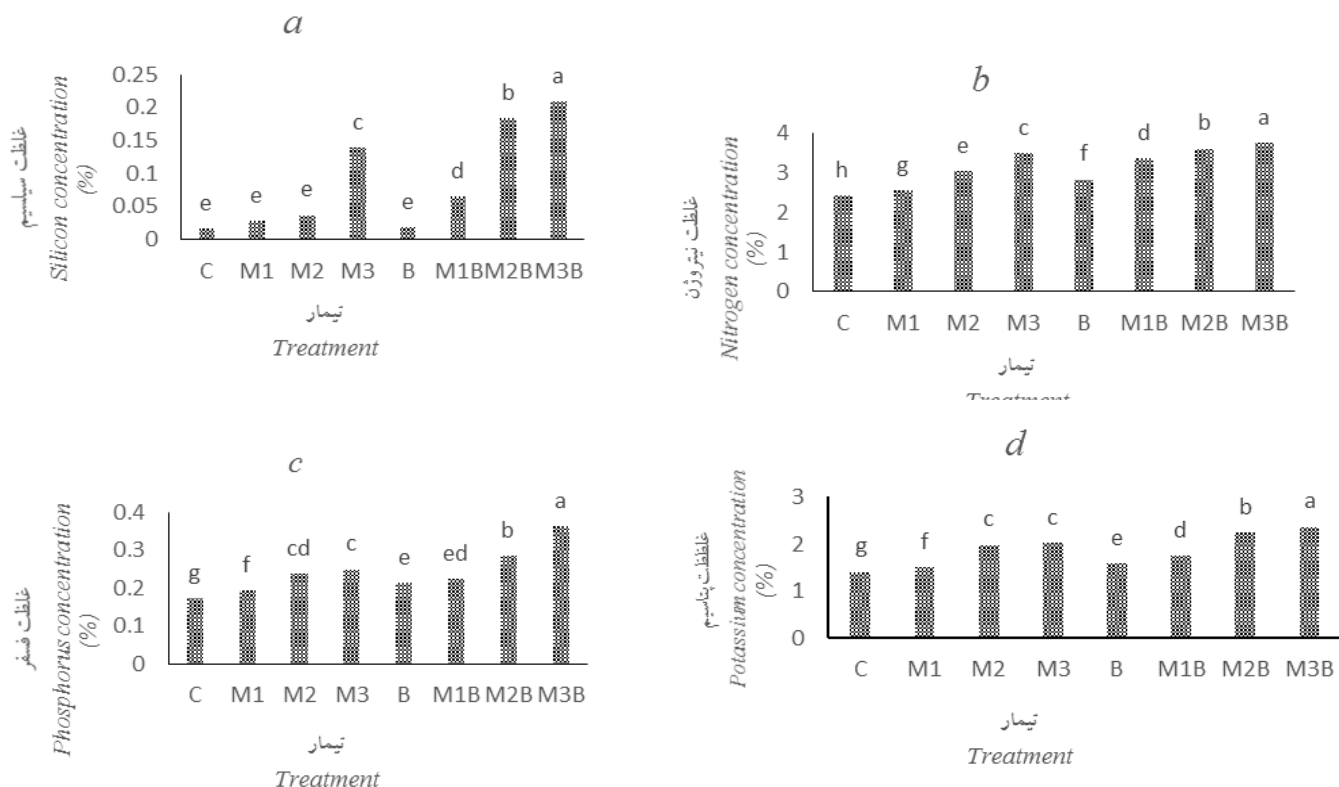 a
غلظت سیلسیم
Silicon concentration
(%)
0.25
0.2
0.15
0.1
0.05
0
e e e c e d b a
C M1 M2 M3 B M1B M2B M3B
تیمار
Treatment
b
غلظت نیتروژن
Nitrogen concentration
(%)
4
3
2
1
0
h g e c f d b a
C M1 M2 M3 B M1B M2B M3B
تیمار
Treatment
c
غلظت فسفر
Phosphorus concentration
(%)
0.4
0.3
0.2
0.1
0
g f cd c e ed b a
C M1 M2 M3 B M1B M2B M3B
تیمار
Treatment
d
غلظظت پتاسیم
Potassium concentration
(%)
3
2
1
0
g f c c e d b a
C M1 M2 M3 B M1B M2B M3B
تیمار
Treatment